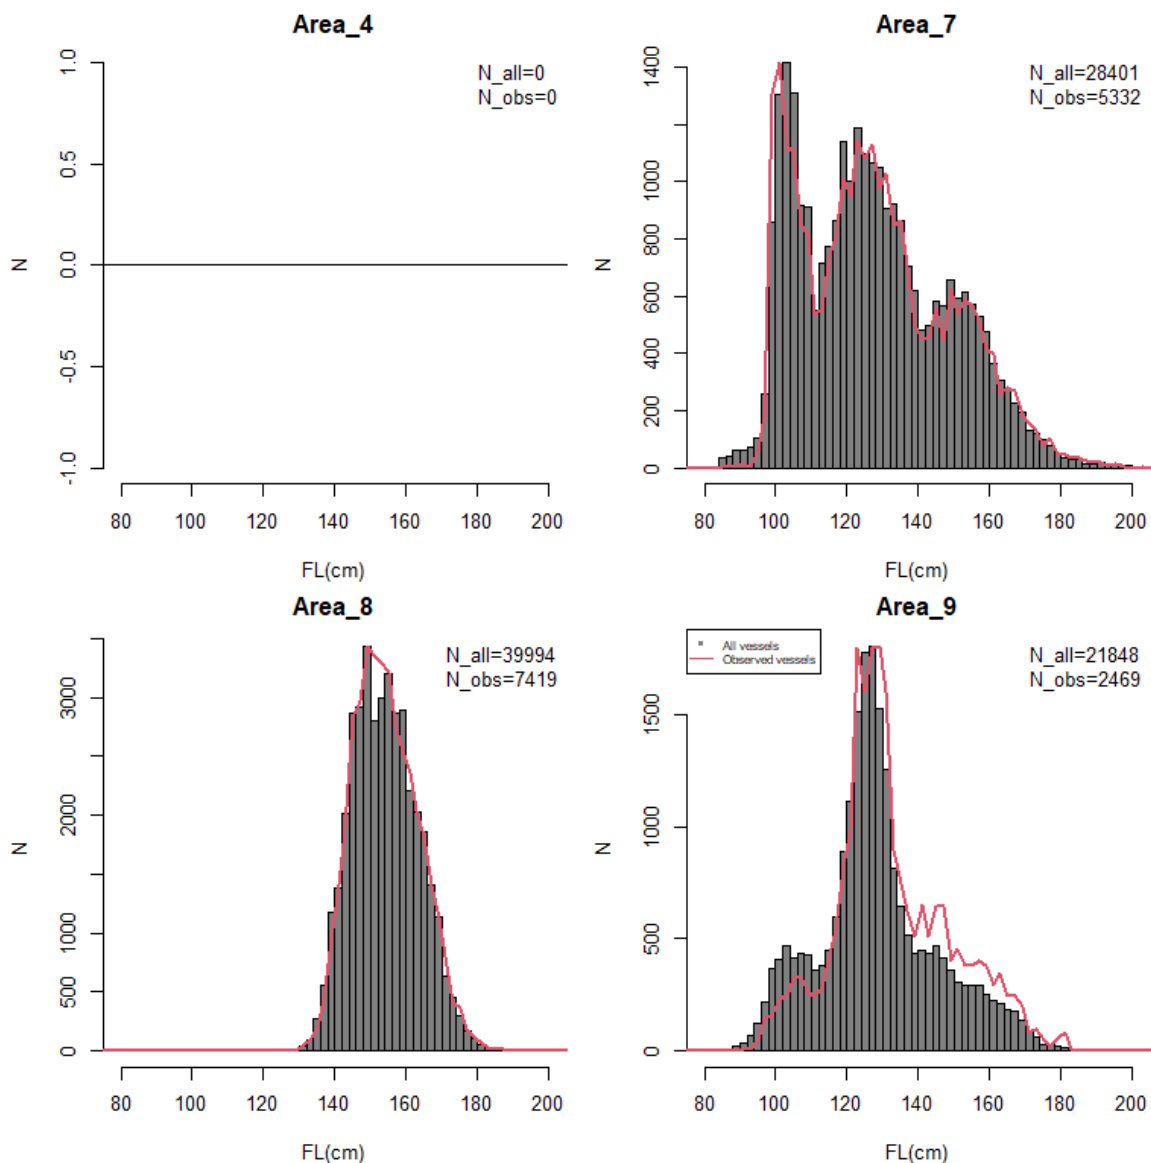 Area_4
N_all=0
N_obs=0
1.0
0.5
0.0
-0.5
-1.0
N
80 100 120 140 160 180 200
FL(cm)
Area_7
N_all=28401
N_obs=5332
1400
1000
800
600
400
200
0
N
80 100 120 140 160 180 200
FL(cm)
Area_8
N_all=39994
N_obs=7419
3000
2000
1000
500
0
N
80 100 120 140 160 180 200
FL(cm)
Area_9
All vessels
Observed vessels
N_all=21848
N_obs=2469
1500
1000
500
0
N
80 100 120 140 160 180 200
FL(cm)